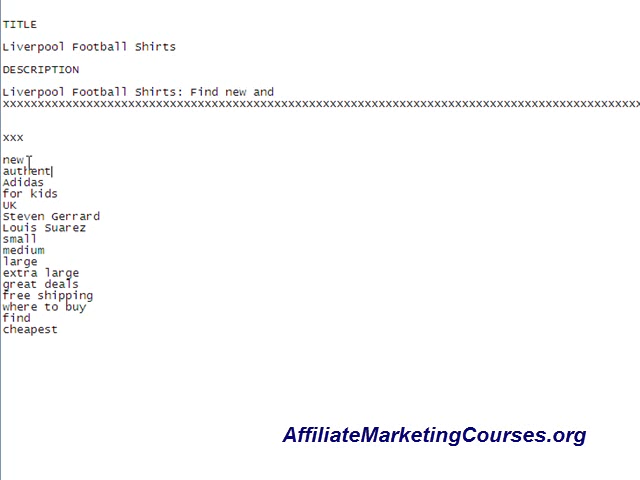 TITLE
Liverpool Football Shirts
DESCRIPTION
Liverpool Football Shirts: Find new and
xxxxxxxxxxxxxxxxxxxxxxxxxxxxxxxxxxxxxxxxxxxxxxxxxxxxxxxxxxxxxxxxxxxxxxxxxxxxxxxxxxxxxxxxxxx
xxx
new
authent
Adidas
for kids
UK
Steven Gerrard
Louis Suarez
small
medium
large
extra large
great deals
free shipping
where to buy
find
cheapest
AffiliateMarketingCourses.org